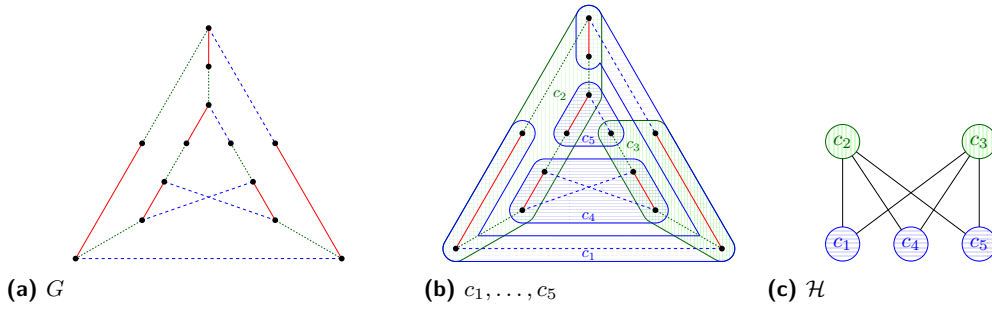 c₂
c₃
c₅
c₄
c₁
c₂
c₃
c₁
c₄
c₅
(a) G
(b) c₁, . . . , c₅
(c) ℋ